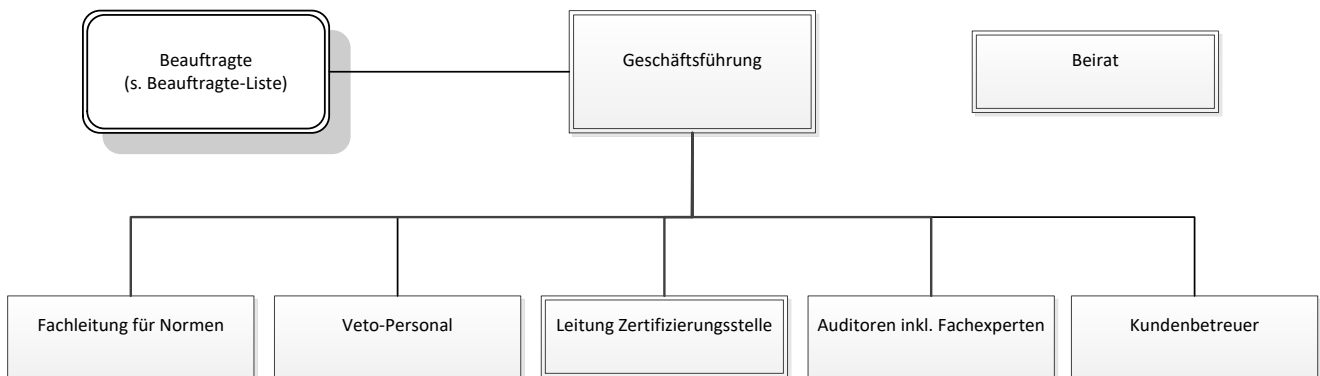 Beauftragte
(s. Beauftragte-Liste)
Geschäftsführung
Beirat
Fachleitung für Normen
Veto-Personal
Leitung Zertifizierungsstelle
Auditoren inkl. Fachexperten
Kundenbetreuer